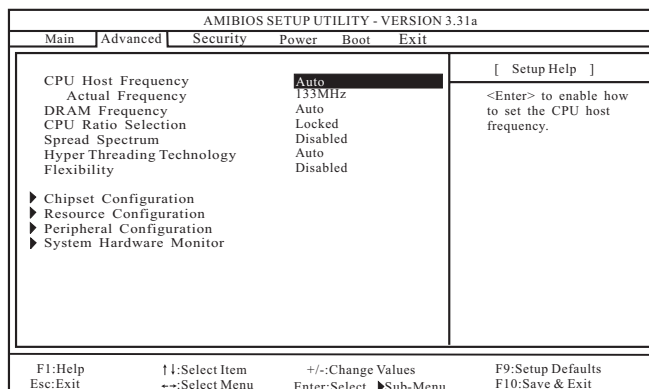 AMIBIOS SETUP UTILITY - VERSION 3.31a
Main Advanced Security Power Boot Exit
CPU Host Frequency Auto
Actual Frequency 133MHz
DRAM Frequency Auto
CPU Ratio Selection Locked
Spread Spectrum Disabled
Hyper Threading Technology Auto
Flexibility Disabled
Chipset Configuration
Resource Configuration
Peripheral Configuration
System Hardware Monitor
[ Setup Help ]
<Enter> to enable how
to set the CPU host
frequency.
F1:Help ↑↓:Select Item +/-:Change Values F9:Setup Defaults
Esc:Exit ←→:Select Menu Enter:Select ▶Sub-Menu F10:Save & Exit